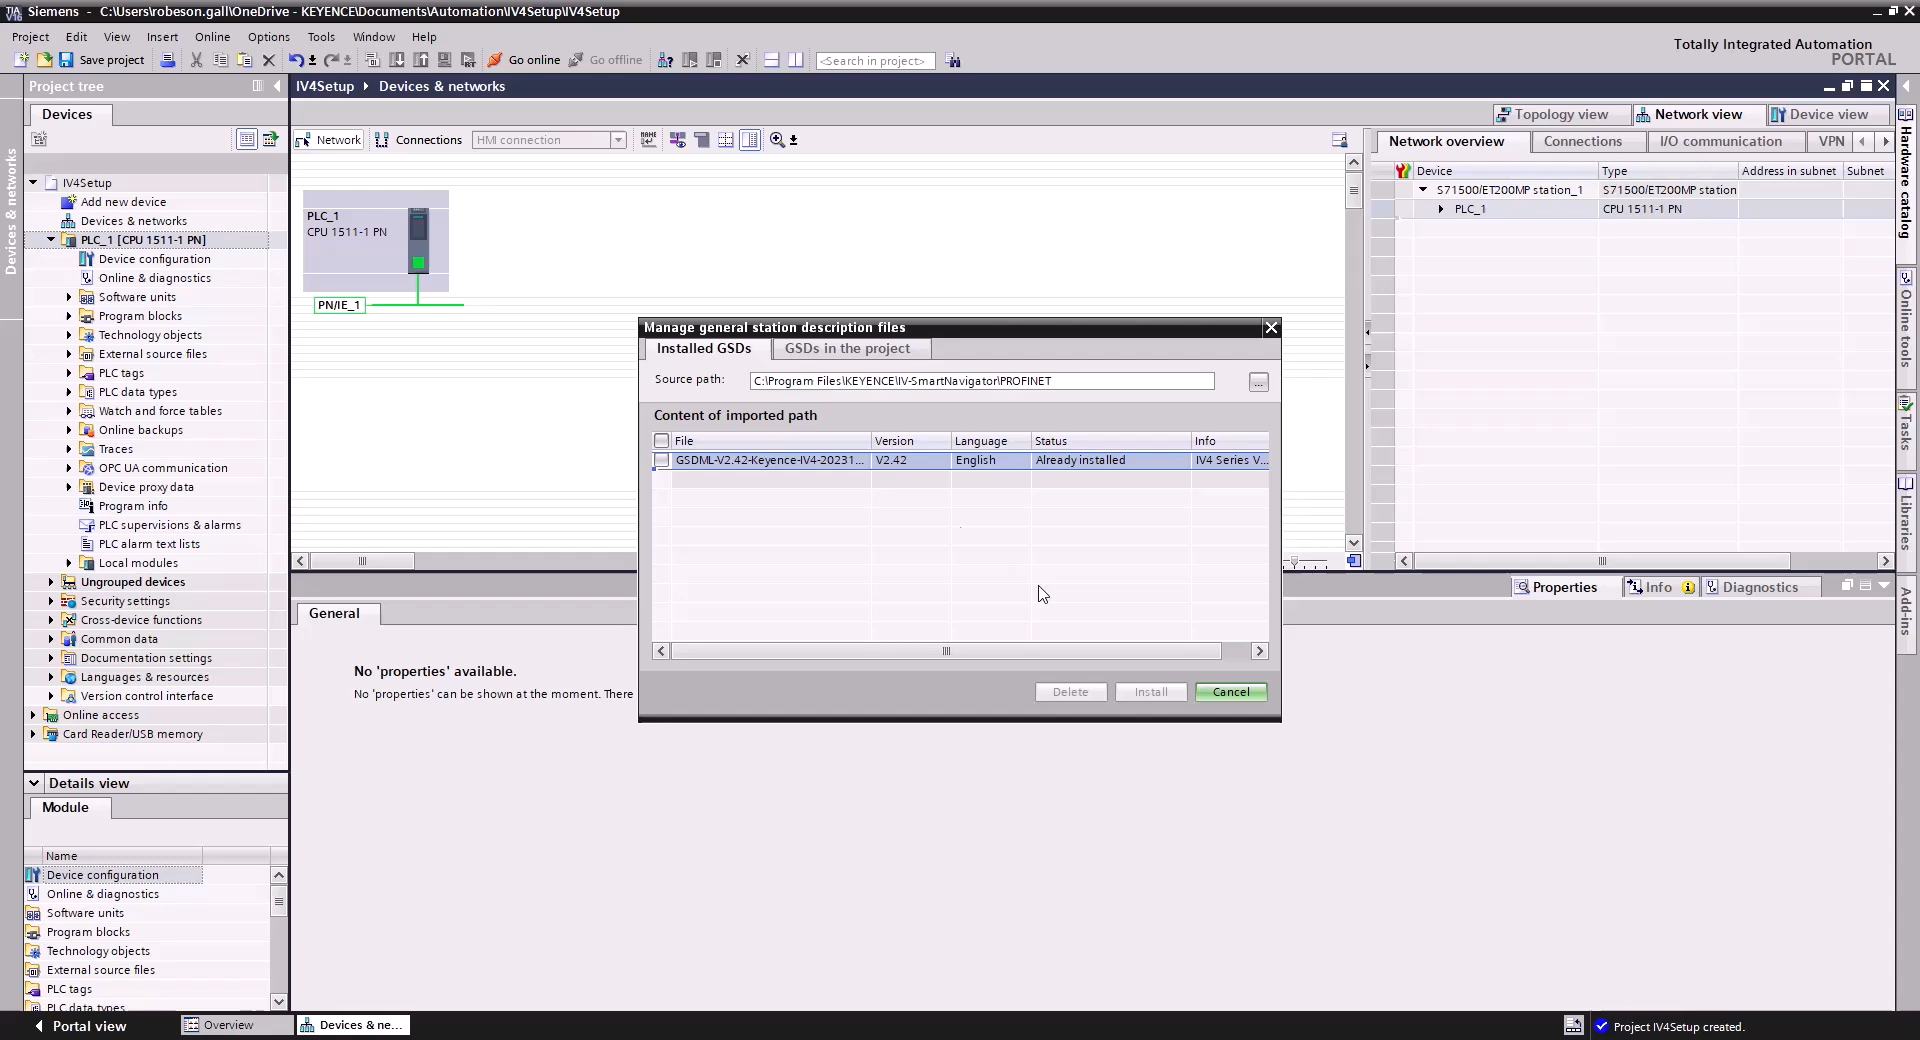 Siemens - C:\Users\robeson.gall\OneDrive - KEYENCE\Documents\Automation\IV4Setup\IV4Setup
Project Edit View Insert Online Options Tools Window Help
Totally Integrated Automation
PORTAL
Save project
Go online
Go offline
<Search in project>
Project tree
IV4Setup
Devices & networks
Devices
Topology view
Network view
Device view
Network
Connections
HMI connection
Network overview
Connections
I/O communication
VPN
Device
Type
Address in subnet
Subnet
S71500/ET200MP station_1
S71500/ET200MP station
PLC_1
CPU 1511-1 PN
Devices & networks
IV4Setup
Add new device
Devices & networks
PLC_1 [CPU 1511-1 PN]
Device configuration
Online & diagnostics
Software units
Program blocks
Technology objects
External source files
PLC tags
PLC data types
Watch and force tables
Online backups
Traces
OPC UA communication
Device proxy data
Program info
PLC supervisions & alarms
PLC alarm text lists
Local modules
Ungrouped devices
Security settings
Cross-device functions
Common data
Documentation settings
Languages & resources
Version control interface
Online access
Card Reader/USB memory
PLC_1
CPU 1511-1 PN
PN/IE_1
Manage general station description files
Installed GSDs
GSDs in the project
Source path:
C:\Program Files\KEYENCE\IV-SmartNavigator\PROFINET
...
Content of imported path
File
Version
Language
Status
Info
GSDML-V2.42-Keyence-IV4-20231...
V2.42
English
Already installed
IV4 Series V...
Delete
Install
Cancel
Properties
Info
Diagnostics
General
No 'properties' available.
No 'properties' can be shown at the moment. There
Hardware catalog
Online tools
Tasks
Libraries
Add-ins
Details view
Module
Name
Device configuration
Online & diagnostics
Software units
Program blocks
Technology objects
External source files
PLC tags
PLC data types
Portal view
Overview
Devices & ne...
Project IV4Setup created.